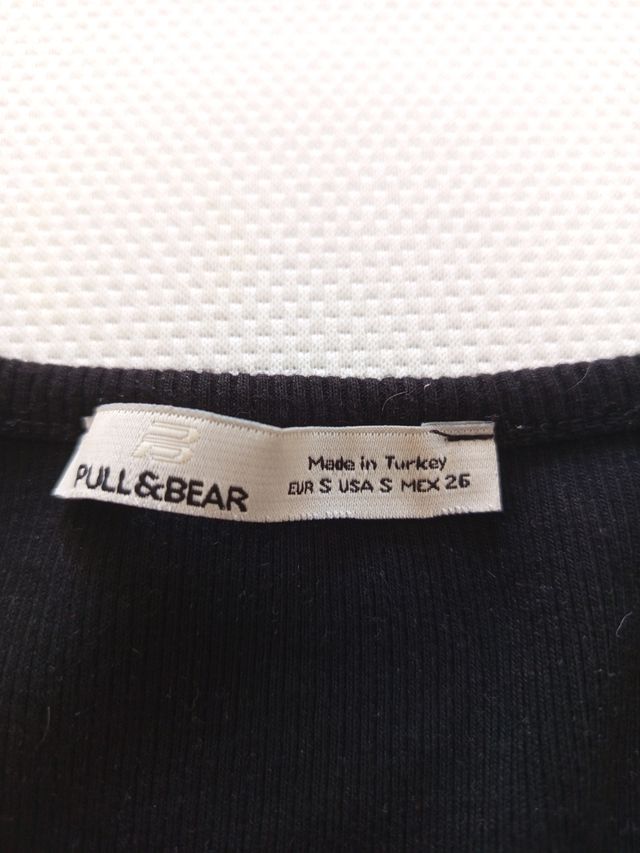 PULL&BEAR
Made in Turkey
EUR S USA S MEX 26